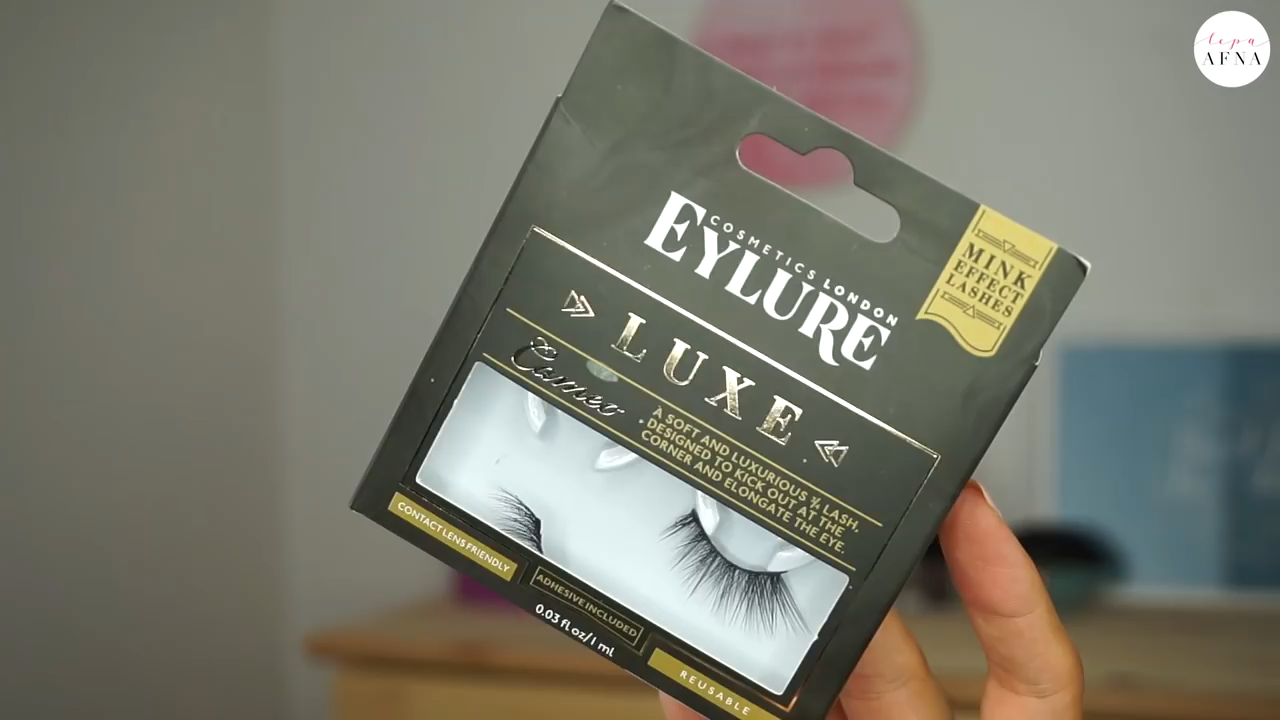 lepa
AFNA
COSMETICS LONDON
EYLURE
MINK
EFFECT
LASHES
LUXE
Cameo
A SOFT AND LUXURIOUS ¾ LASH,
DESIGNED TO KICK OUT AT THE
CORNER AND ELONGATE THE EYE.
CONTACT LENS FRIENDLY
ADHESIVE INCLUDED
0.03 fl oz/1 ml
REUSABLE